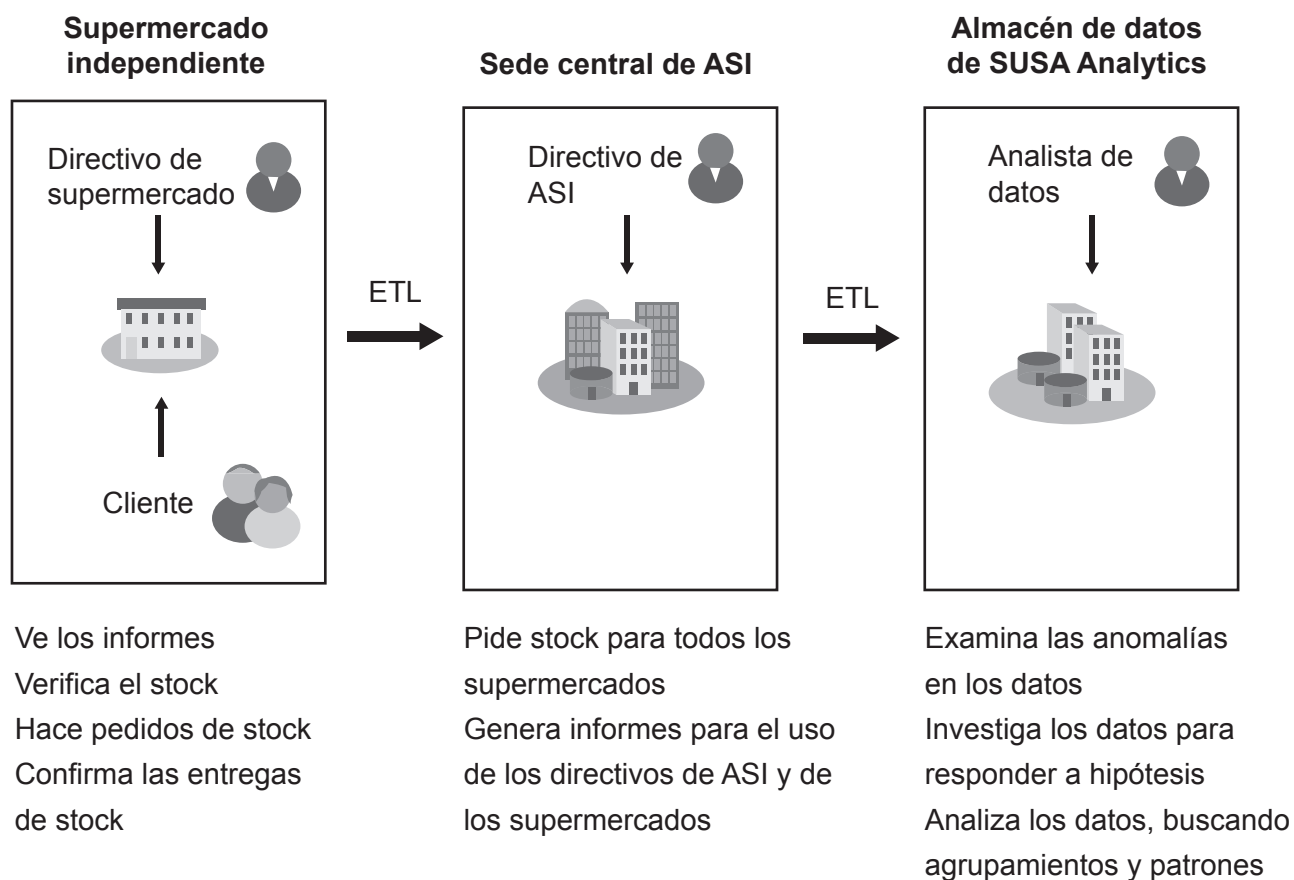 Supermercado
independiente
Sede central de ASI
Almacén de datos
de SUSA Analytics
Directivo de
supermercado
Cliente
ETL
Directivo de
ASI
ETL
Analista de
datos
Ve los informes
Verifica el stock
Hace pedidos de stock
Confirma las entregas
de stock
Pide stock para todos los
supermercados
Genera informes para el uso
de los directivos de ASI y de
los supermercados
Examina las anomalías
en los datos
Investiga los datos para
responder a hipótesis
Analiza los datos, buscando
agrupamientos y patrones